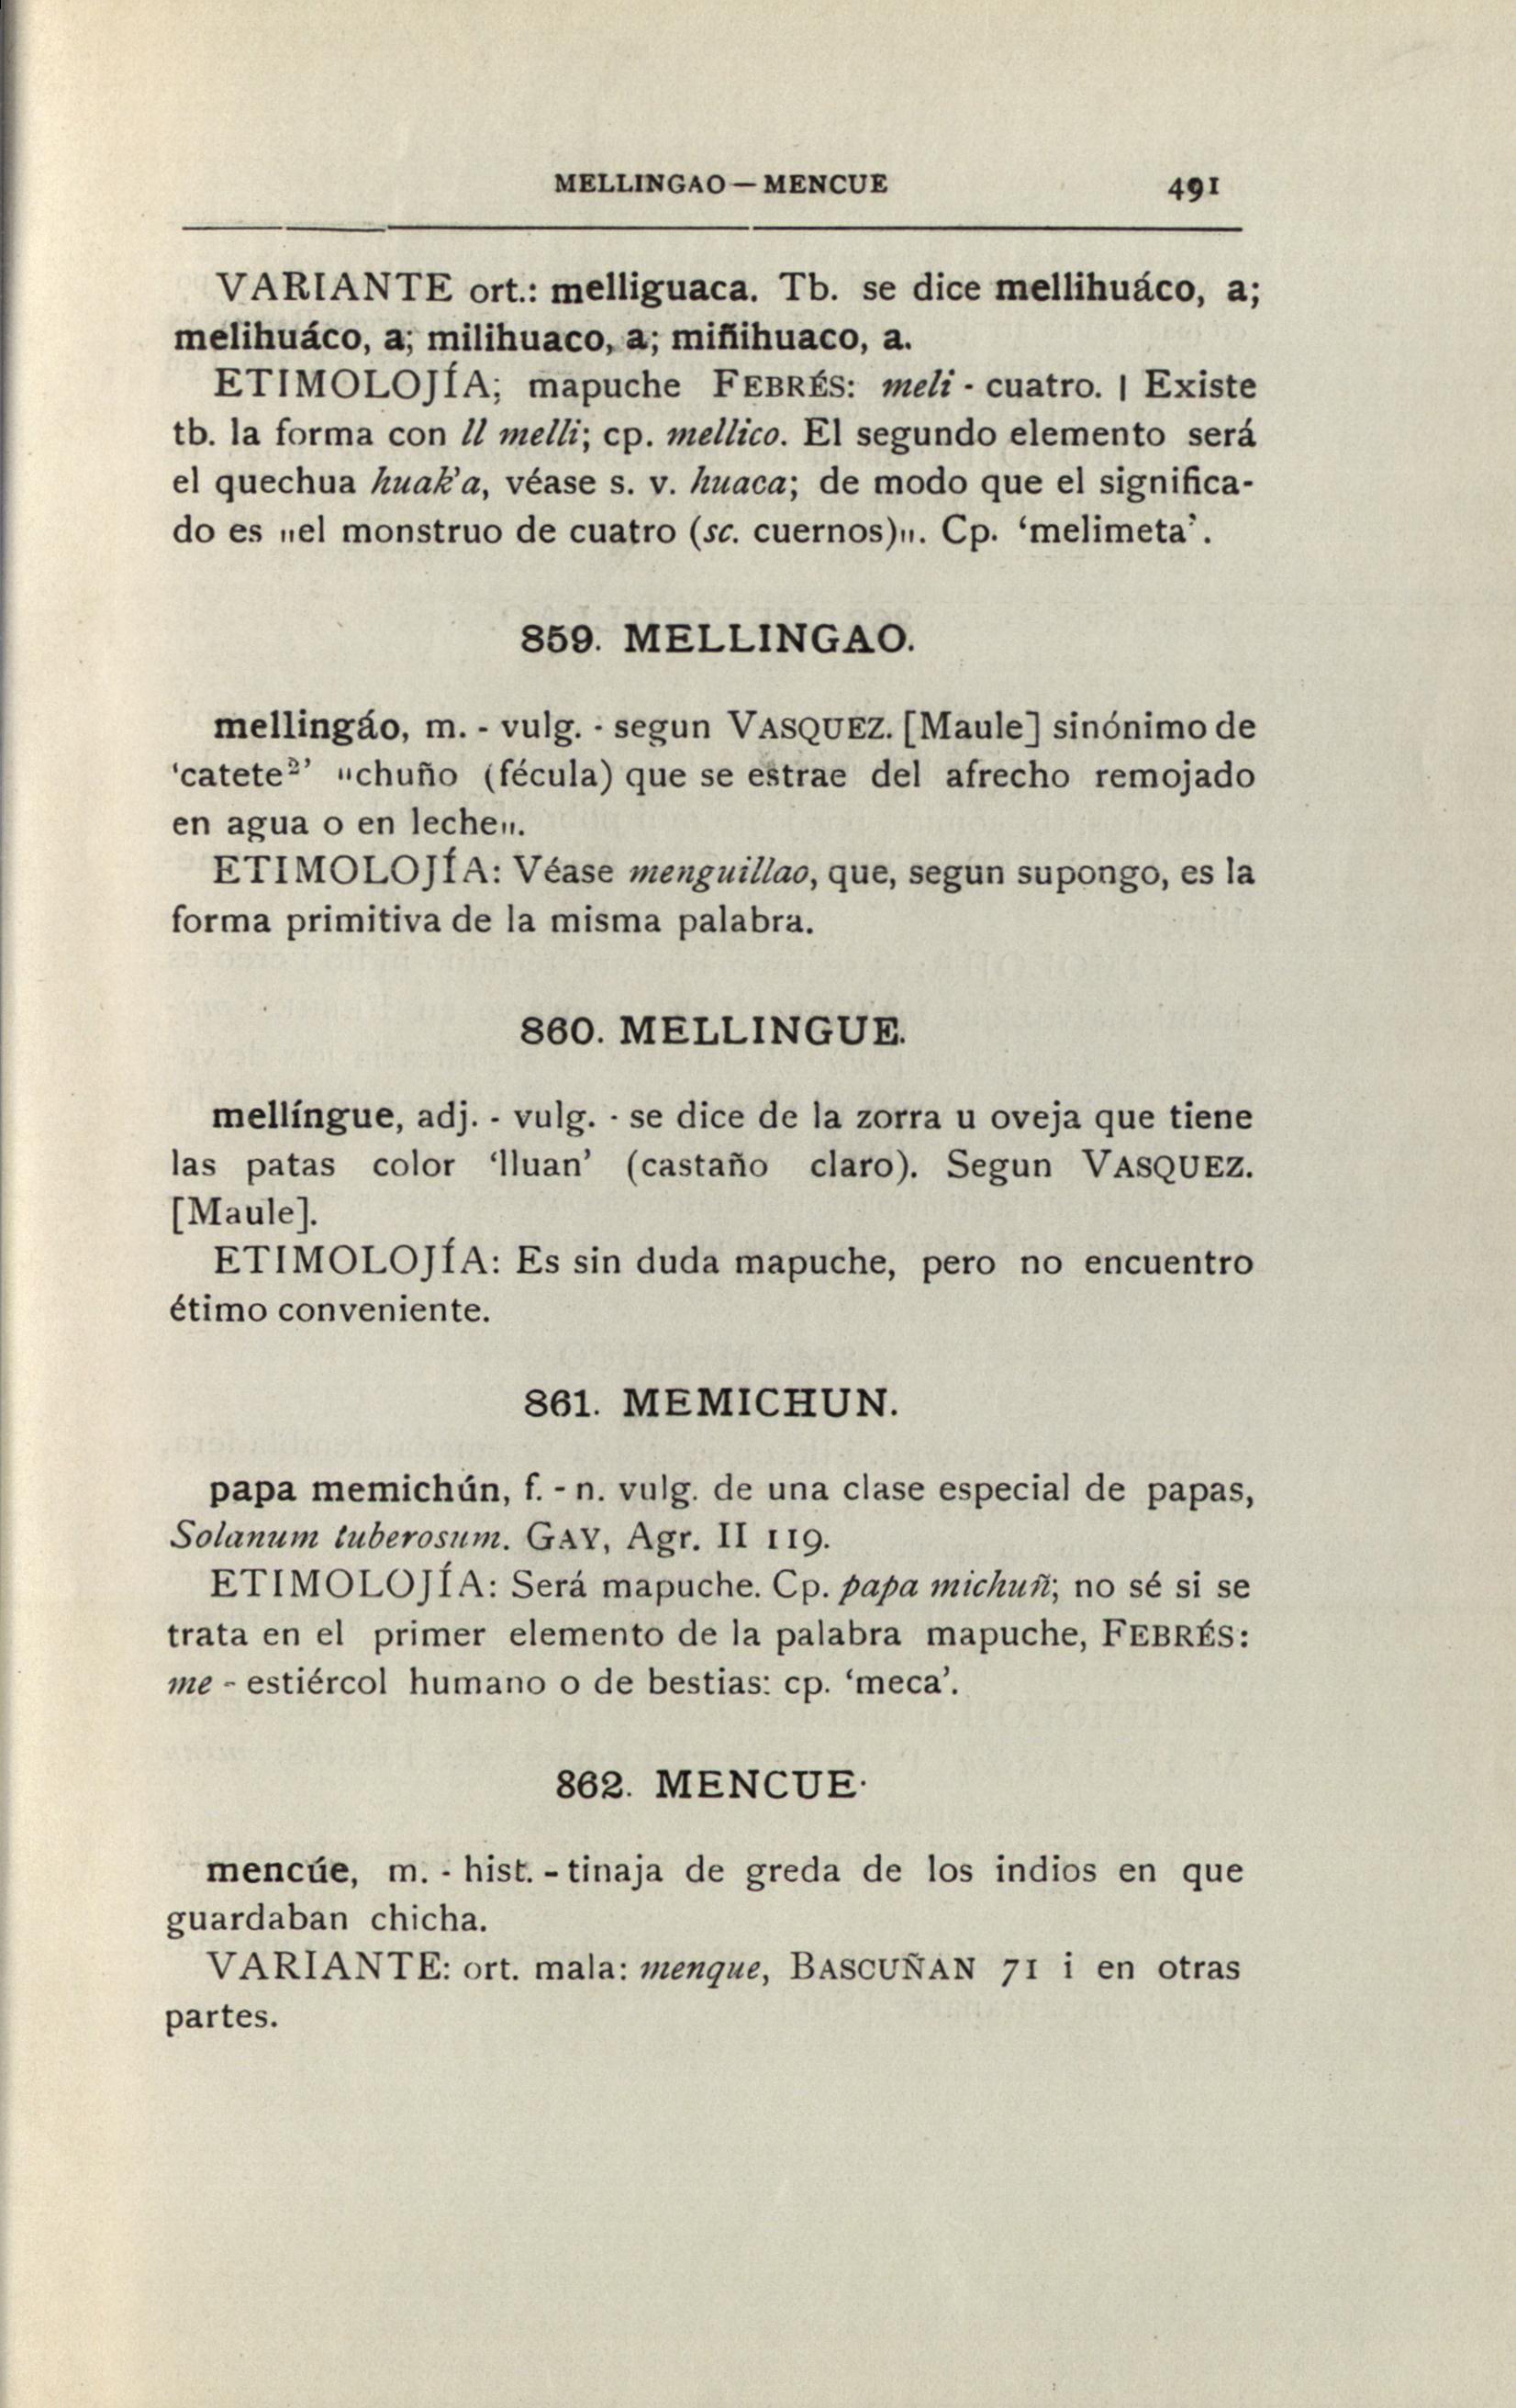 MELLINGAO — MENCUE 491
VARIANTE ort.: melliguaca. Tb. se dice mellihuáco, a;
melihuáco, a; milihuaco, a; miñihuaco, a.
ETIMOLOJÍA; mapuche FEBRÉS: meli - cuatro. | Existe
tb. la forma con ll melli; cp. mellico. El segundo elemento será
el quechua huak'a, véase s. v. huaca; de modo que el significa-
do es „el monstruo de cuatro (sc. cuernos)„. Cp. ‘melimeta’.
859. MELLINGAO.
mellingáo, m. - vulg. - segun VASQUEZ. [Maule] sinónimo de
‘catete²’ "chuño (fécula) que se estrae del afrecho remojado
en agua o en leche„.
ETIMOLOJÍA: Véase menguillao, que, segun supongo, es la
forma primitiva de la misma palabra.
860. MELLINGUE.
mellíngue, adj. - vulg. - se dice de la zorra u oveja que tiene
las patas color ‘lluan’ (castaño claro). Segun VASQUEZ.
[Maule].
ETIMOLOJÍA: Es sin duda mapuche, pero no encuentro
étimo conveniente.
861. MEMICHUN.
papa memichún, f. - n. vulg. de una clase especial de papas,
Solanum tuberosum. GAY, Agr. II 119.
ETIMOLOJÍA: Será mapuche. Cp. papa michuñ; no sé si se
trata en el primer elemento de la palabra mapuche, FEBRÉS:
me - estiércol humano o de bestias: cp. ‘meca’.
862. MENCUE.
mencúe, m. - hist. - tinaja de greda de los indios en que
guardaban chicha.
VARIANTE: ort. mala: menque, BASCUÑAN 71 i en otras
partes.